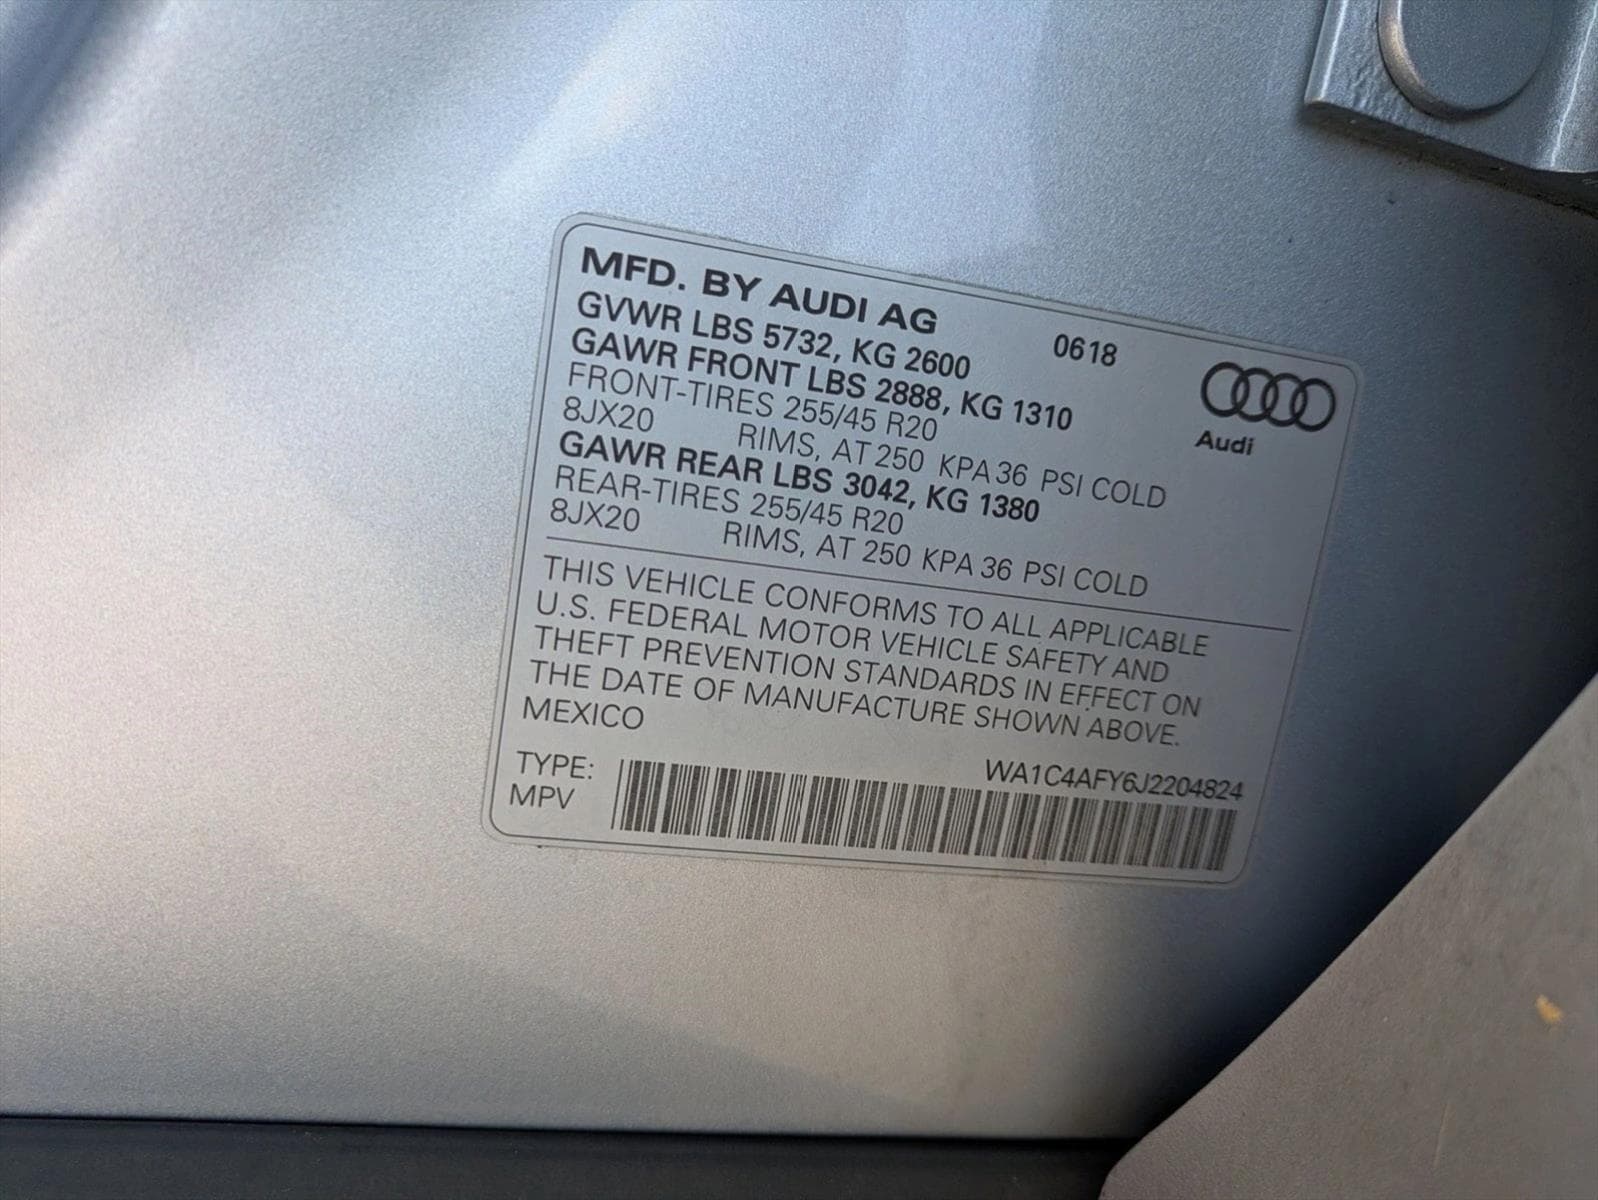 MFD. BY AUDI AG 0618
GVWR LBS 5732, KG 2600
GAWR FRONT LBS 2888, KG 1310
FRONT-TIRES 255/45 R20
8JX20 RIMS, AT 250 KPA 36 PSI COLD
GAWR REAR LBS 3042, KG 1380
REAR-TIRES 255/45 R20
8JX20 RIMS, AT 250 KPA 36 PSI COLD
Audi
THIS VEHICLE CONFORMS TO ALL APPLICABLE
U.S. FEDERAL MOTOR VEHICLE SAFETY AND
THEFT PREVENTION STANDARDS IN EFFECT ON
THE DATE OF MANUFACTURE SHOWN ABOVE.
MEXICO
TYPE: WA1C4AFY6J2204824
MPV